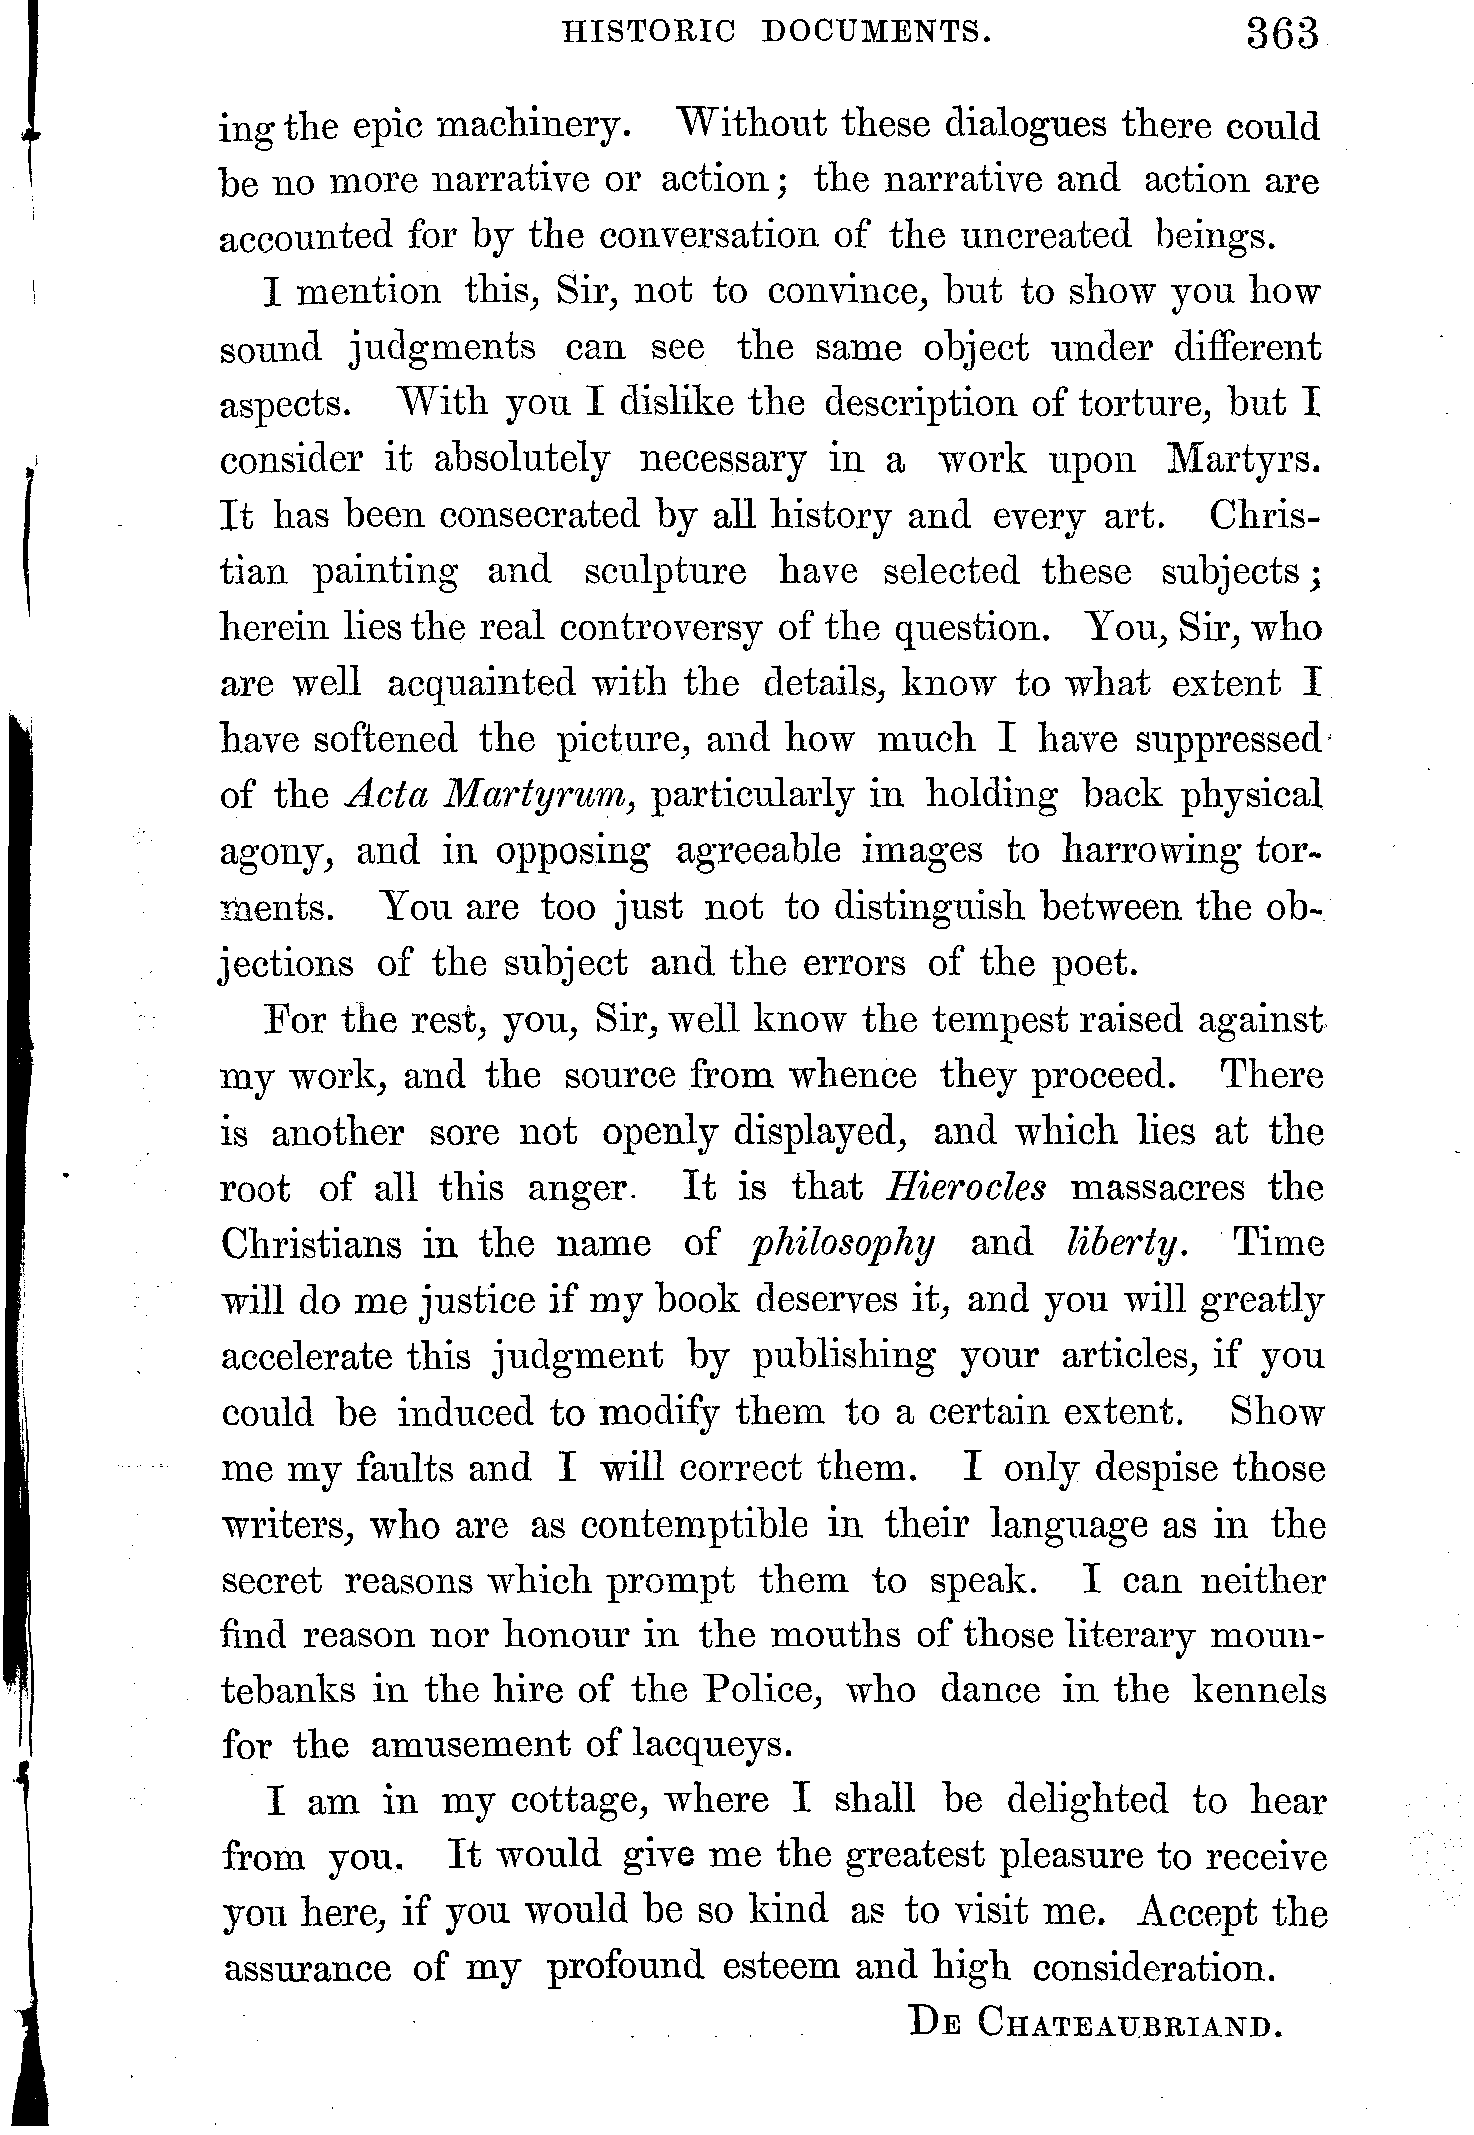 HISTORIC DOCUMENTS. 363
ing the epic machinery. Without these dialogues there could
be no more narrative or action; the narrative and action are
accounted for by the conversation of the uncreated beings.
I mention this, Sir, not to convince, but to show you how
sound judgments can see the same object under different
aspects. With you I dislike the description of torture, but I
consider it absolutely necessary in a work upon Martyrs.
It has been consecrated by all history and every art. Chris-
tian painting and sculpture have selected these subjects;
herein lies the real controversy of the question. You, Sir, who
are well acquainted with the details, know to what extent I
have softened the picture, and how much I have suppressed
of the Acta Martyrum, particularly in holding back physical
agony, and in opposing agreeable images to harrowing tor-
ments. You are too just not to distinguish between the ob-
jections of the subject and the errors of the poet.
For the rest, you, Sir, well know the tempest raised against
my work, and the source from whence they proceed. There
is another sore not openly displayed, and which lies at the
root of all this anger. It is that Hierocles massacres the
Christians in the name of philosophy and liberty. Time
will do me justice if my book deserves it, and you will greatly
accelerate this judgment by publishing your articles, if you
could be induced to modify them to a certain extent. Show
me my faults and I will correct them. I only despise those
writers, who are as contemptible in their language as in the
secret reasons which prompt them to speak. I can neither
find reason nor honour in the mouths of those literary moun-
tebanks in the hire of the Police, who dance in the kennels
for the amusement of lacqueys.
I am in my cottage, where I shall be delighted to hear
from you. It would give me the greatest pleasure to receive
you here, if you would be so kind as to visit me. Accept the
assurance of my profound esteem and high consideration.
DE CHATEAUBRIAND.